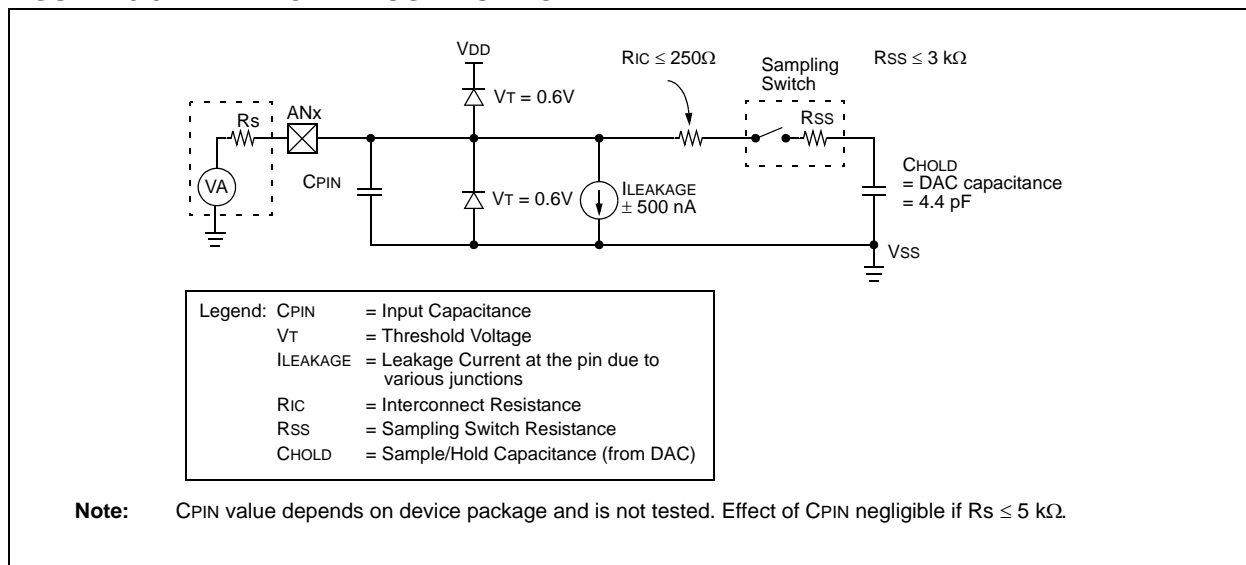 VDD
RIC ≤ 250Ω
Sampling
Switch
RSS ≤ 3 kΩ
VT = 0.6V
RS
ANx
RSS
VA
CPIN
VT = 0.6V
ILEAKAGE
± 500 nA
CHOLD
= DAC capacitance
= 4.4 pF
VSS
Legend: CPIN = Input Capacitance
VT = Threshold Voltage
ILEAKAGE = Leakage Current at the pin due to
various junctions
RIC = Interconnect Resistance
RSS = Sampling Switch Resistance
CHOLD = Sample/Hold Capacitance (from DAC)
Note: CPIN value depends on device package and is not tested. Effect of CPIN negligible if Rs ≤ 5 kΩ.